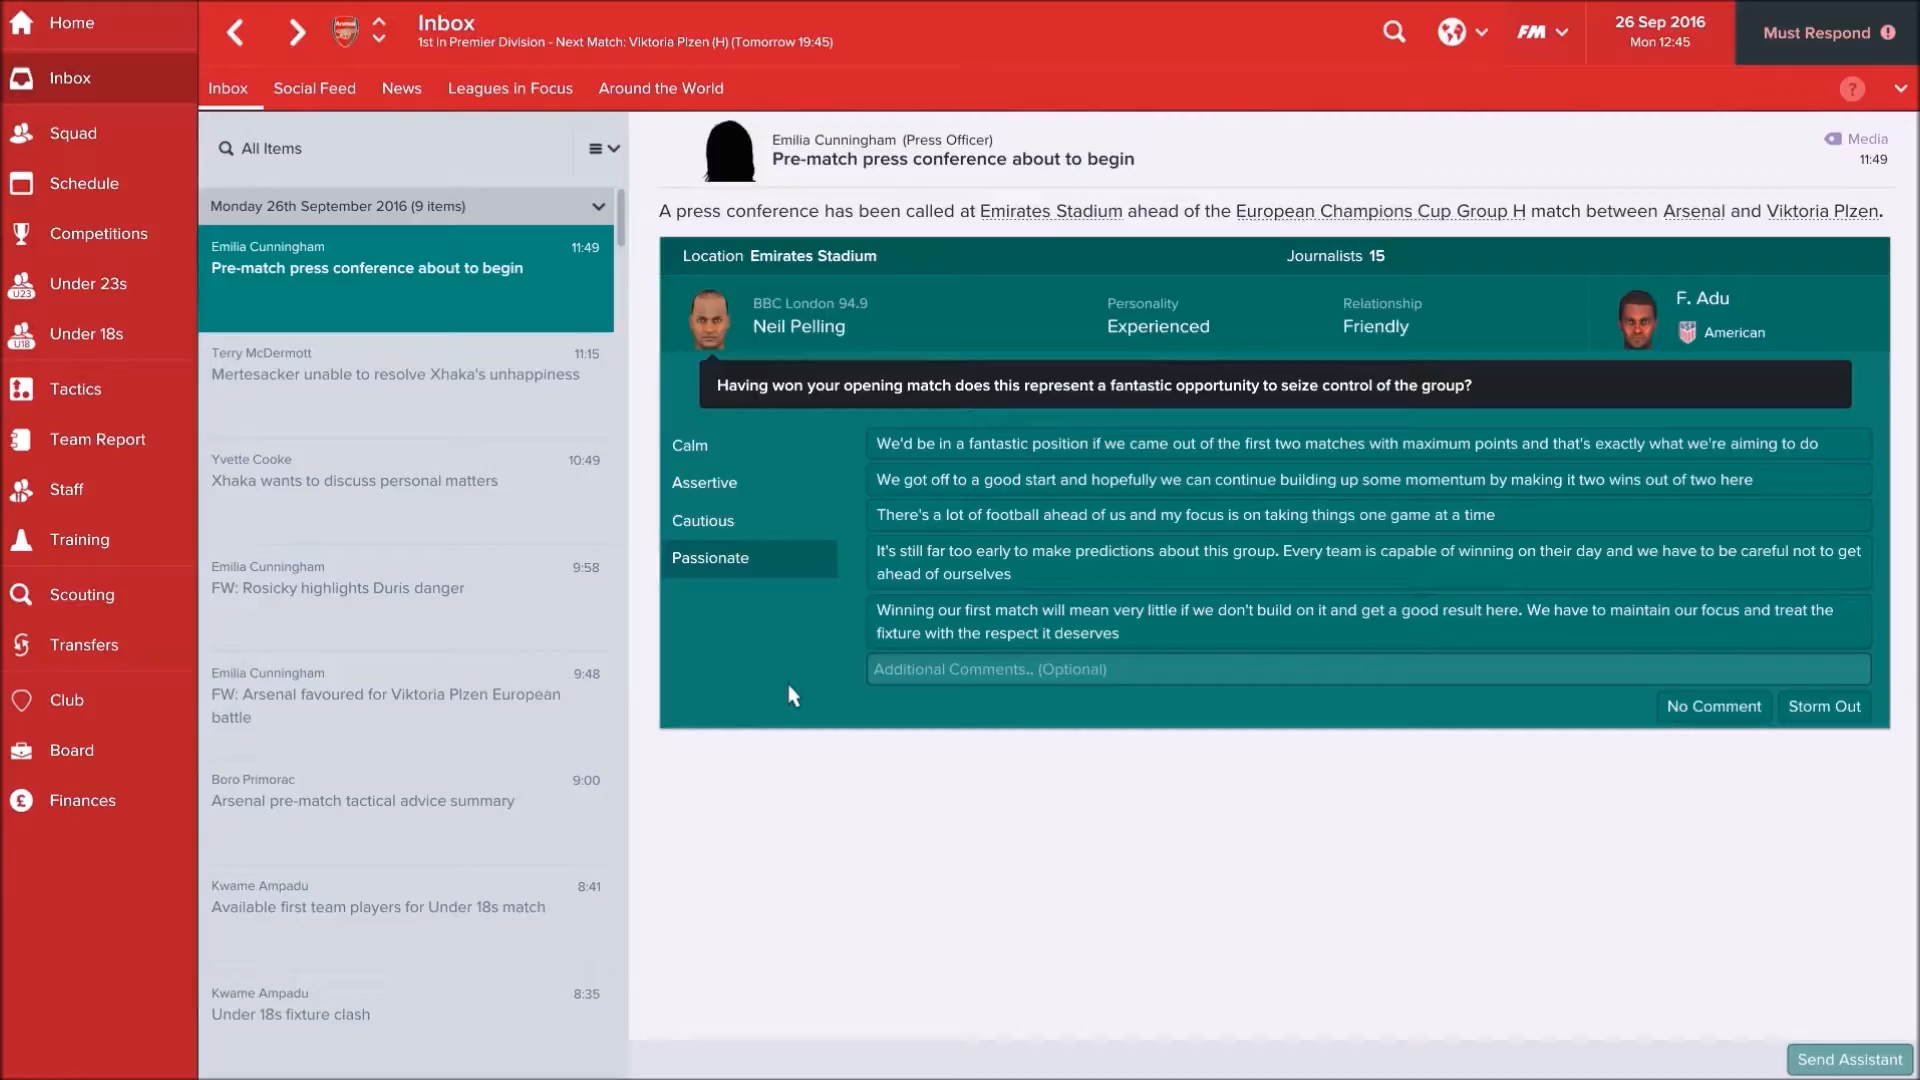 Home
Inbox
Squad
Schedule
Competitions
U23
Under 23s
U18
Under 18s
Tactics
Team Report
Staff
Training
Scouting
Transfers
Club
Board
£
Finances
Arsenal
Inbox
1st in Premier Division - Next Match: Viktoria Plzen (H) (Tomorrow 19:45)
FM
26 Sep 2016
Mon 12:45
Must Respond !
Inbox Social Feed News Leagues in Focus Around the World
?
All Items
Monday 26th September 2016 (9 items)
Emilia Cunningham 11:49
Pre-match press conference about to begin
Terry McDermott 11:15
Mertesacker unable to resolve Xhaka's unhappiness
Yvette Cooke 10:49
Xhaka wants to discuss personal matters
Emilia Cunningham 9:58
FW: Rosicky highlights Duris danger
Emilia Cunningham 9:48
FW: Arsenal favoured for Viktoria Plzen European
battle
Boro Primorac 9:00
Arsenal pre-match tactical advice summary
Kwame Ampadu 8:41
Available first team players for Under 18s match
Kwame Ampadu 8:35
Under 18s fixture clash
Emilia Cunningham (Press Officer)
Pre-match press conference about to begin
Media
11:49
A press conference has been called at Emirates Stadium ahead of the European Champions Cup Group H match between Arsenal and Viktoria Plzen.
Location Emirates Stadium Journalists 15
BBC London 94.9
Neil Pelling
Personality
Experienced
Relationship
Friendly
F. Adu
American
Having won your opening match does this represent a fantastic opportunity to seize control of the group?
Calm
Assertive
Cautious
Passionate
We'd be in a fantastic position if we came out of the first two matches with maximum points and that's exactly what we're aiming to do
We got off to a good start and hopefully we can continue building up some momentum by making it two wins out of two here
There's a lot of football ahead of us and my focus is on taking things one game at a time
It's still far too early to make predictions about this group. Every team is capable of winning on their day and we have to be careful not to get
ahead of ourselves
Winning our first match will mean very little if we don't build on it and get a good result here. We have to maintain our focus and treat the
fixture with the respect it deserves
Additional Comments.. (Optional)
No Comment Storm Out
Send Assistant